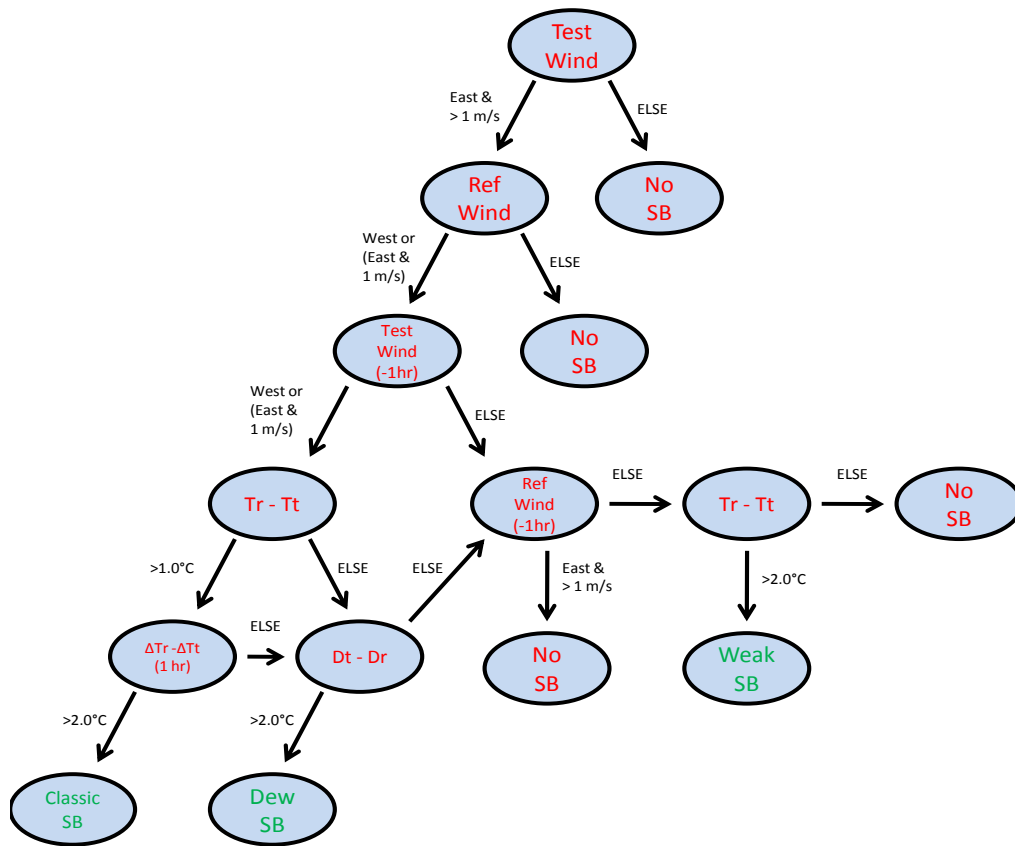 Test
Wind
East &
> 1 m/s
ELSE
Ref
Wind
No
SB
West or
(East &
1 m/s)
ELSE
Test
Wind
(-1hr)
No
SB
West or
(East &
1 m/s)
ELSE
Tr - Tt
Ref
Wind
(-1hr)
ELSE
Tr - Tt
ELSE
No
SB
>1.0°C
ELSE
ELSE
East &
> 1 m/s
>2.0°C
ΔTr -ΔTt
(1 hr)
ELSE
Dt - Dr
No
SB
Weak
SB
>2.0°C
>2.0°C
Classic
SB
Dew
SB